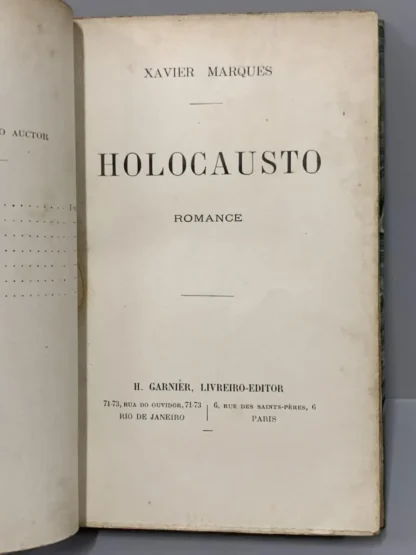 O AUCTOR
XAVIER MARQUES
HOLOCAUSTO
ROMANCE
H. GARNIER, LIVREIRO-EDITOR
71-73, RUA DO OUVIDOR, 71-73 | 6, RUE DES SAINTS-PÈRES, 6
RIO DE JANEIRO | PARIS